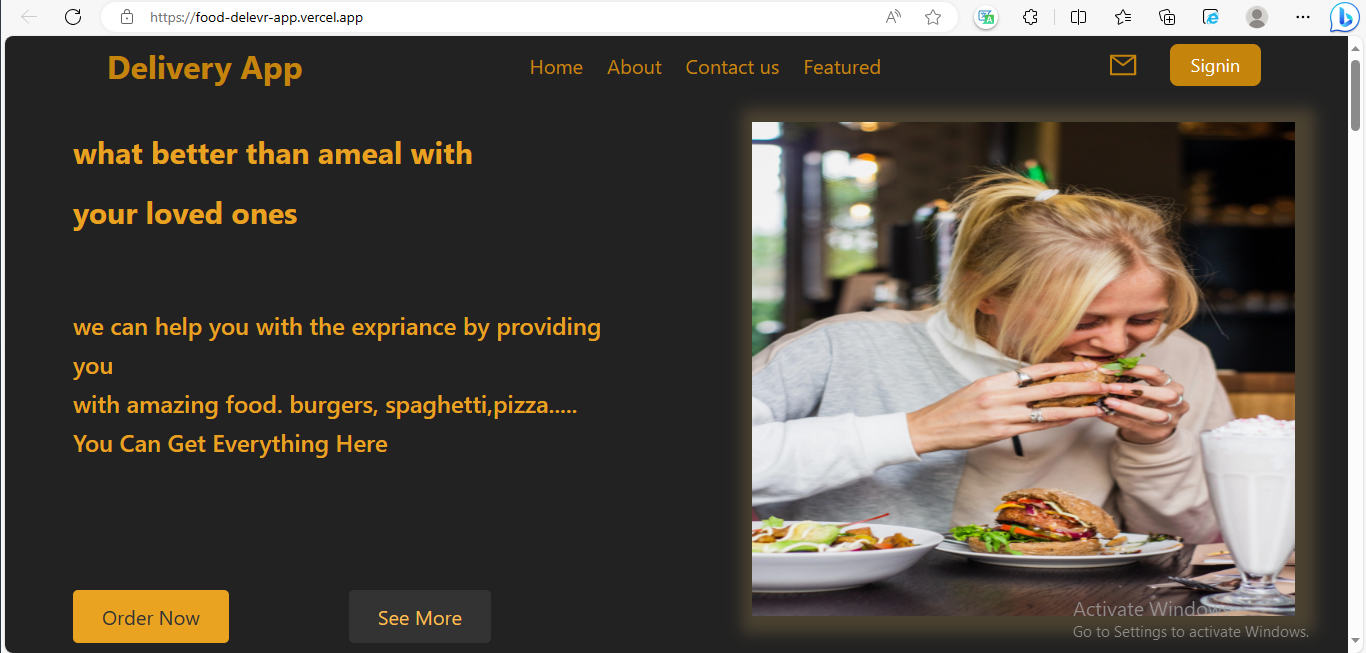 https://food-delevr-app.vercel.app
Delivery App
Home About Contact us Featured
Signin
what better than ameal with
your loved ones
we can help you with the expriance by providing
you
with amazing food. burgers, spaghetti,pizza.....
You Can Get Everything Here
Order Now
See More
Activate Windows
Go to Settings to activate Windows.